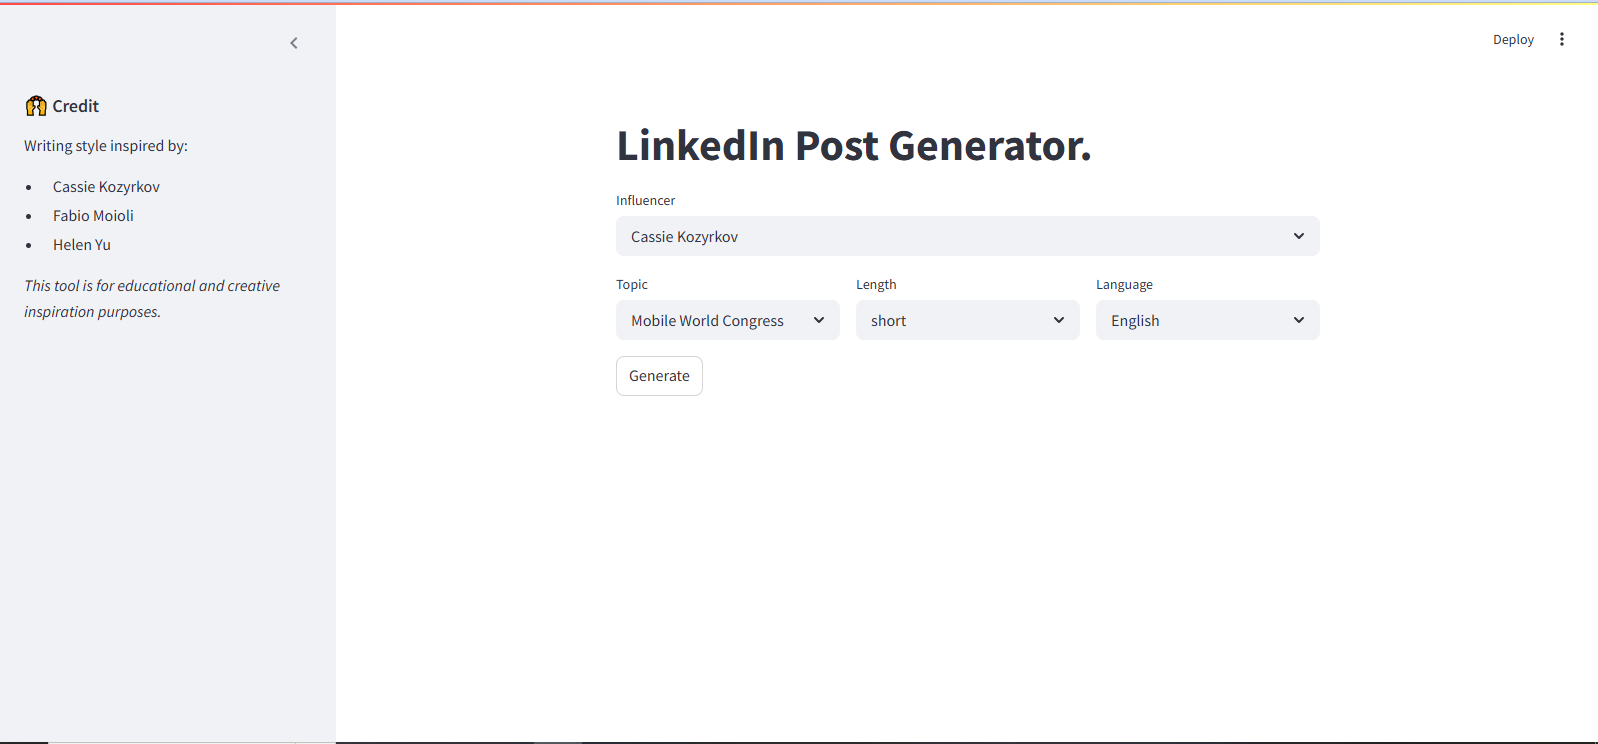 Deploy
Credit
Writing style inspired by:
Cassie Kozyrkov
Fabio Moioli
Helen Yu
This tool is for educational and creative
inspiration purposes.
LinkedIn Post Generator.
Influencer
Cassie Kozyrkov
Topic Length Language
Mobile World Congress short English
Generate